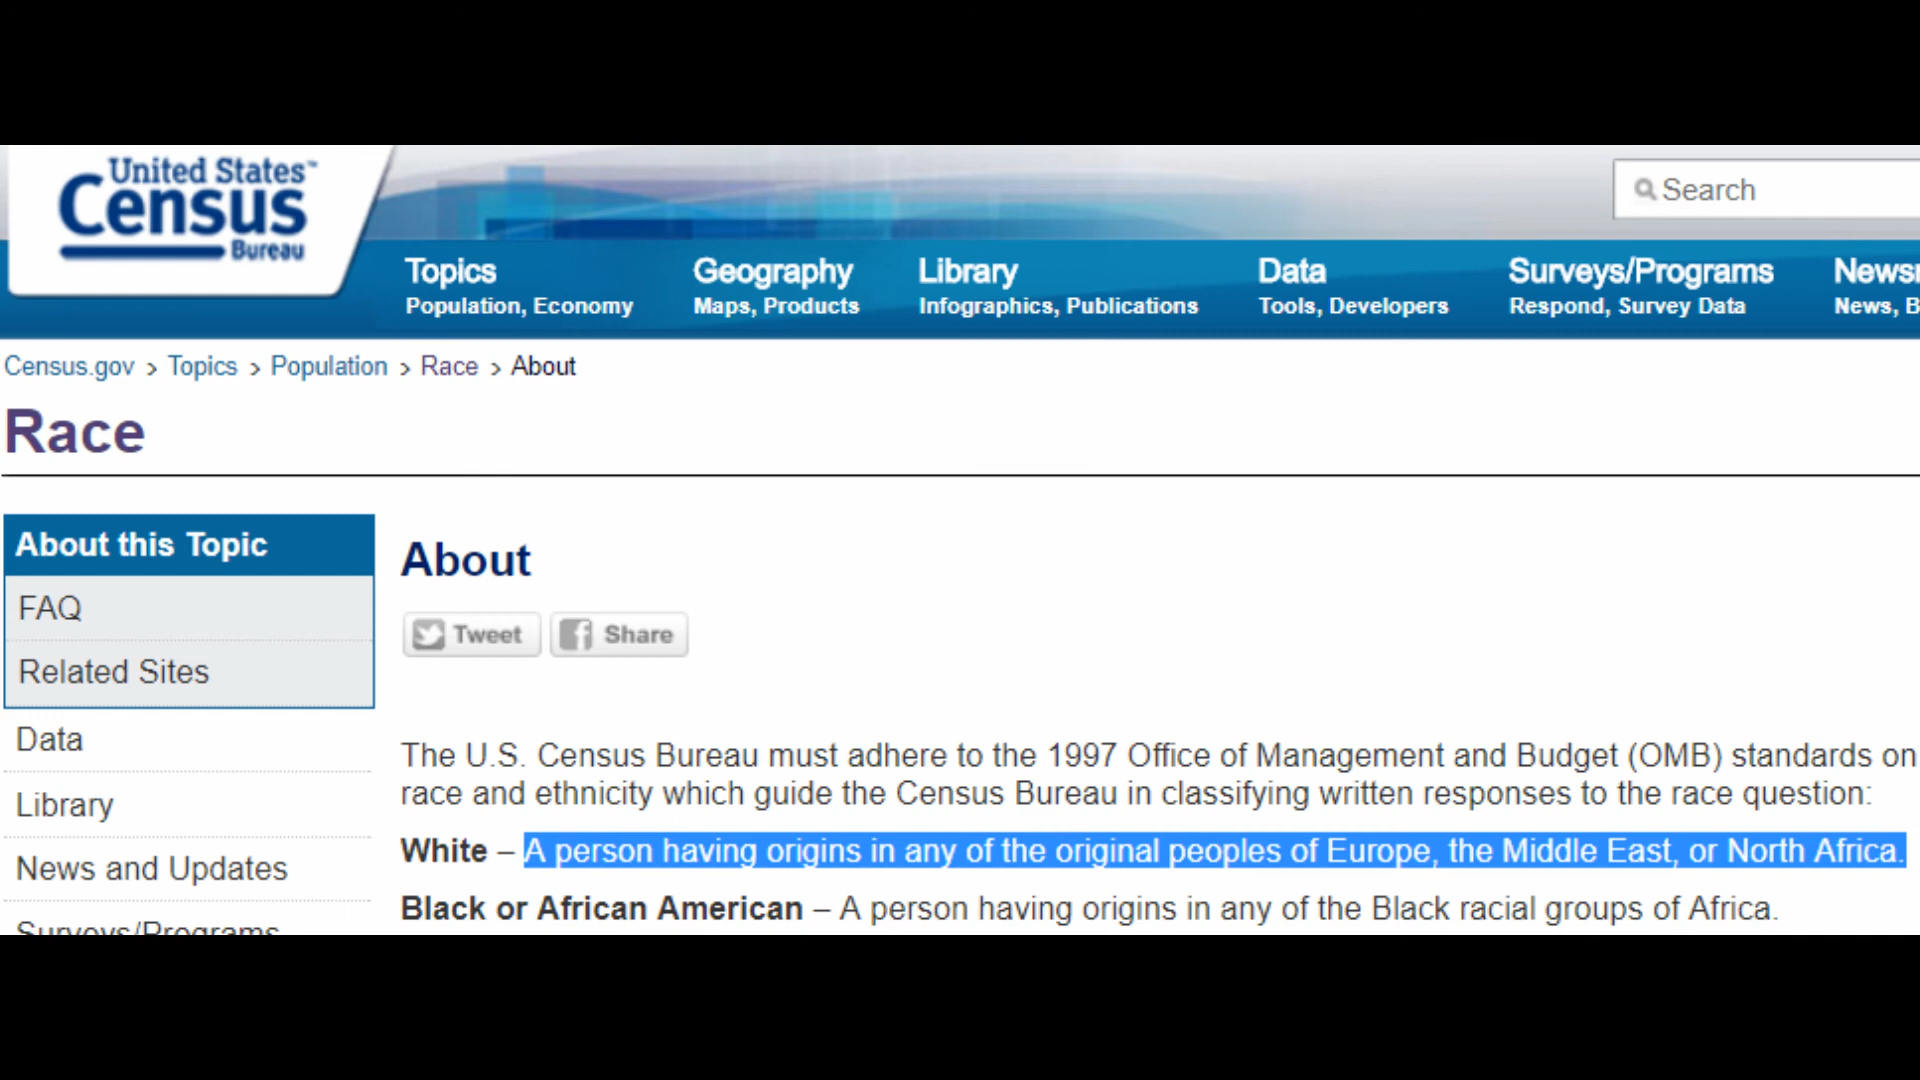 United States™
Census
Bureau
Search
Topics
Population, Economy
Geography
Maps, Products
Library
Infographics, Publications
Data
Tools, Developers
Surveys/Programs
Respond, Survey Data
News, B
Census.gov > Topics > Population > Race > About
Race
About this Topic
FAQ
Related Sites
Data
Library
News and Updates
Surveys/Programs
About
Tweet
Share
The U.S. Census Bureau must adhere to the 1997 Office of Management and Budget (OMB) standards on
race and ethnicity which guide the Census Bureau in classifying written responses to the race question:
White – A person having origins in any of the original peoples of Europe, the Middle East, or North Africa.
Black or African American – A person having origins in any of the Black racial groups of Africa.